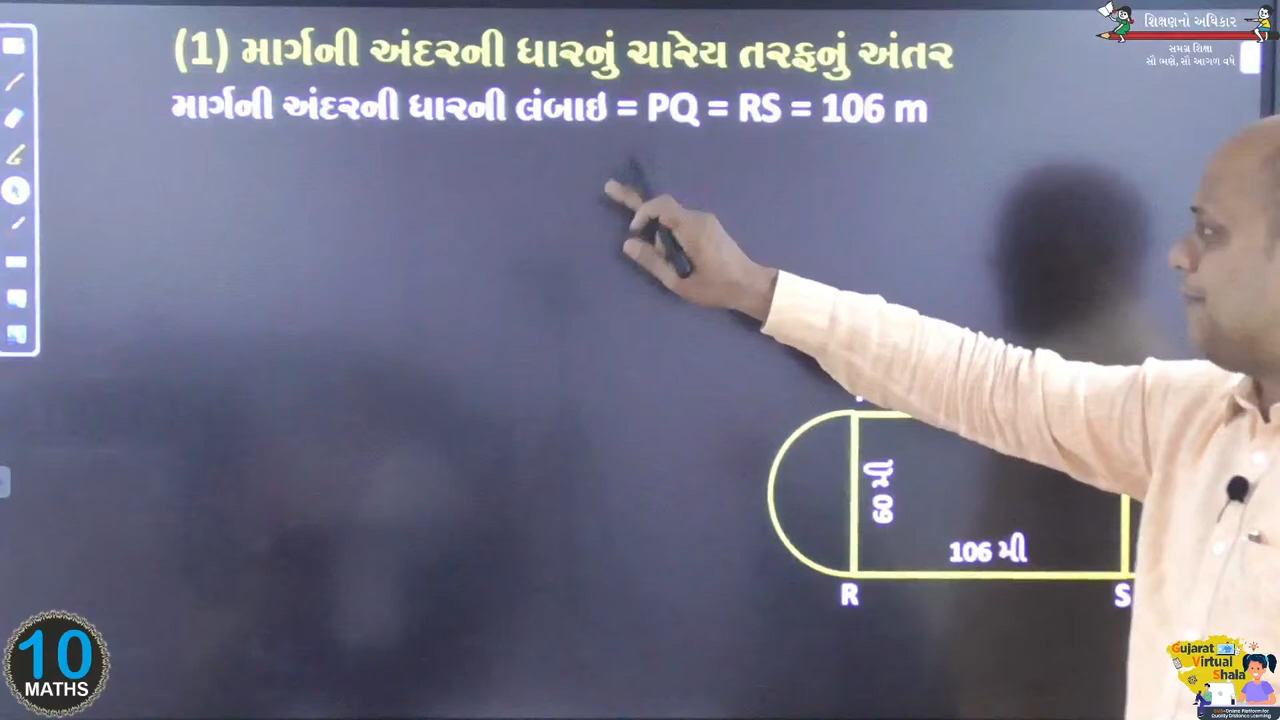 શિક્ષણનો અધિકાર
સમગ્ર શિક્ષા
સૌ ભણે, સૌ આગળ વધે
(1) માર્ગની અંદરની ધારનું ચારેય તરફનું અંતર
માર્ગની અંદરની ધારની લંબાઇ = PQ = RS = 106 m
60 મી
106 મી
R
S
10
MATHS
Gujarat
Virtual
Shala